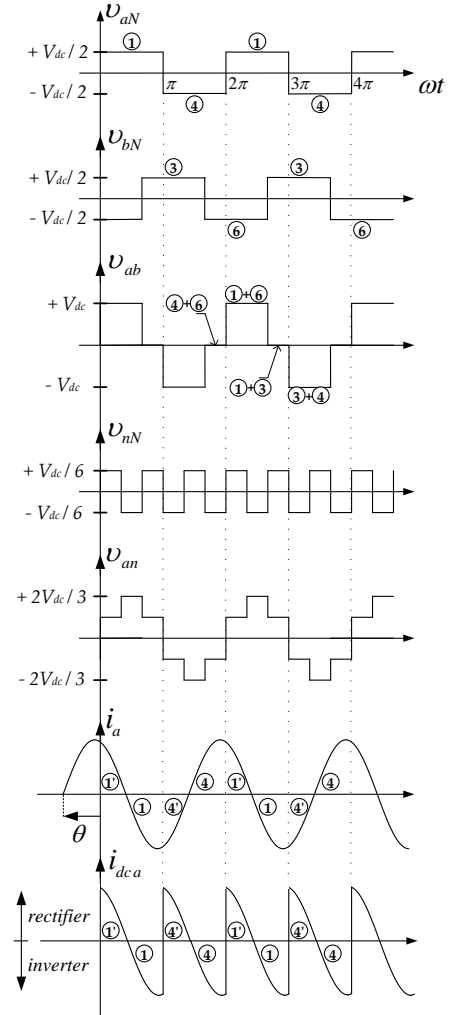 υaN
① ①
+ Vdc / 2
π 2π 3π 4π
- Vdc / 2
④ ④
ωt
υbN
③ ③
+ Vdc/ 2
- Vdc/ 2
⑥ ⑥
υab
④+⑥ ①+⑥
+ Vdc
- Vdc
①+③ ③+④
υnN
+ Vdc / 6
- Vdc / 6
υan
+ 2Vdc / 3
- 2Vdc / 3
ia
①' ④ ①' ④
① ④' ① ④'
θ
idca
rectifier
①' ④' ①' ④'
① ④ ① ④
inverter